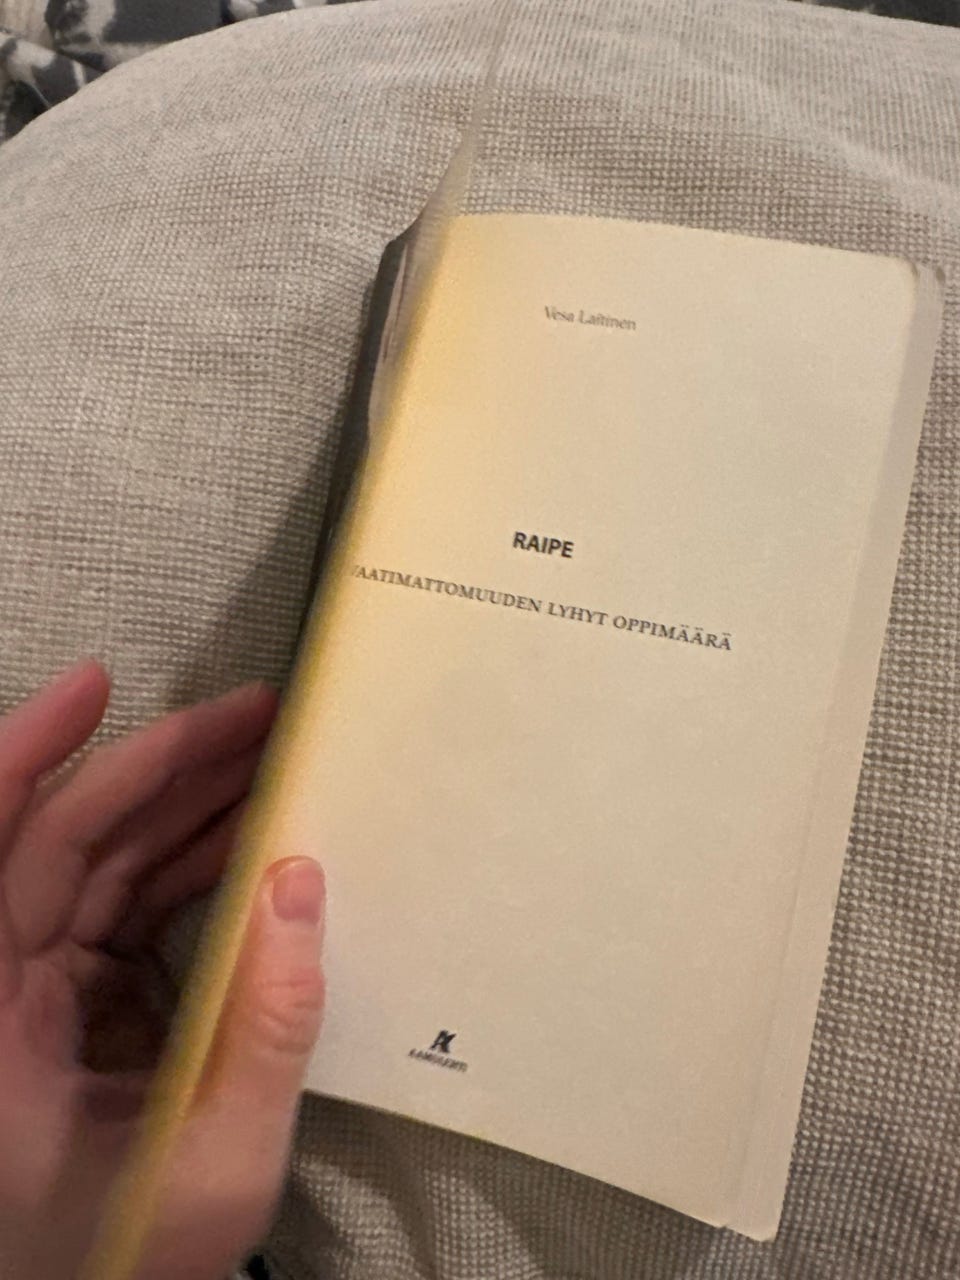 Vesa Laitinen
RAIPE
VAATIMATTOMUUDEN LYHYT OPPIMÄÄRÄ